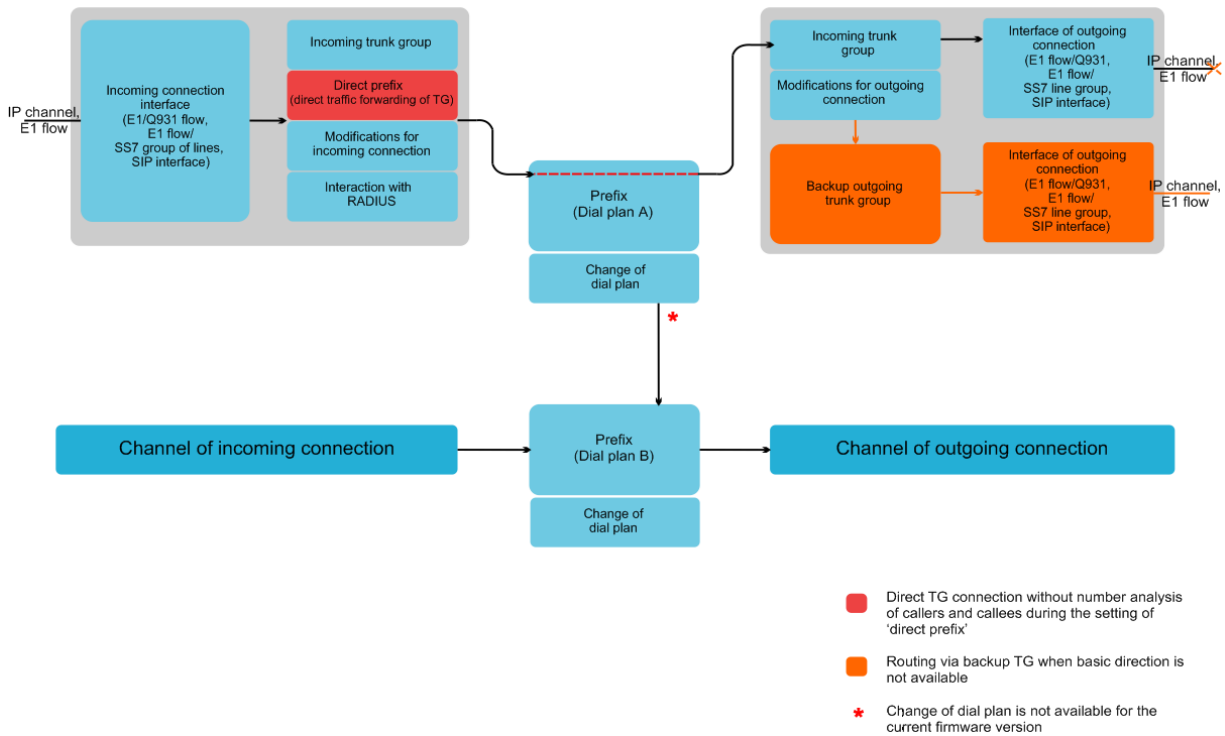 IP channel,
E1 flow
Incoming connection
interface
(E1/Q931 flow,
E1 flow/
SS7 group of lines,
SIP interface)
Incoming trunk group
Direct prefix
(direct traffic forwarding of TG)
Modifications for
incoming connection
Interaction with
RADIUS
Prefix
(Dial plan A)
Change of
dial plan
*
Incoming trunk
group
Modifications for outgoing
connection
Backup outgoing
trunk group
Interface of outgoing
connection
(E1 flow/Q931,
E1 flow/
SS7 line group,
SIP interface)
IP channel,
E1 flow
Interface of outgoing
connection
(E1 flow/Q931,
E1 flow/
SS7 line group,
SIP interface)
IP channel,
E1 flow
Channel of incoming connection
Prefix
(Dial plan B)
Change of
dial plan
Channel of outgoing connection
Direct TG connection without number analysis
of callers and callees during the setting of
‘direct prefix’
Routing via backup TG when basic direction is
not available
* Change of dial plan is not available for the
current firmware version